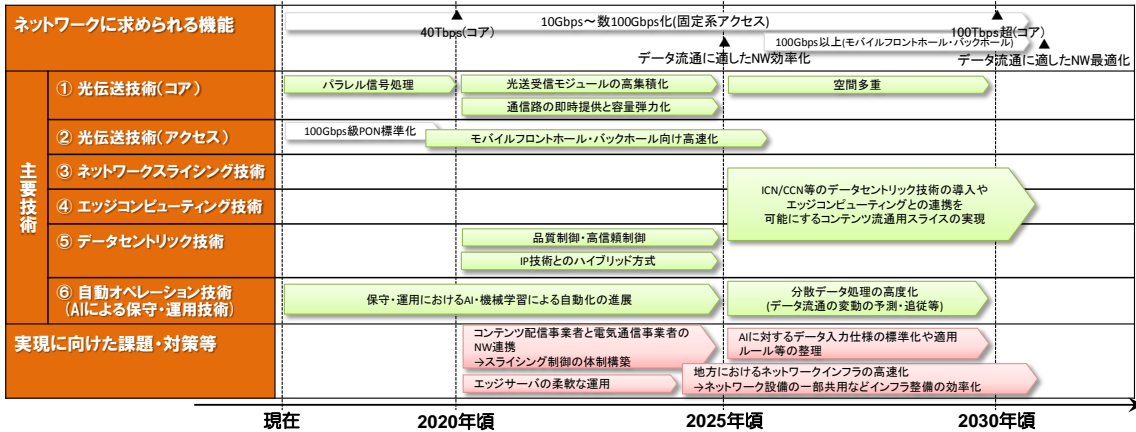 ネットワークに求められる機能
10Gbps～数100Gbps化(固定系アクセス)
40Tbps(コア)
100Tbps超(コア)
100Gbps以上(モバイルフロントホール・バックホール)
データ流通に適したNW効率化
データ流通に適したNW最適化
主要技術
① 光伝送技術(コア)
パラレル信号処理
光送受信モジュールの高集積化
空間多重
通信路の即時提供と容量弾力化
② 光伝送技術(アクセス)
100Gbps級PON標準化
モバイルフロントホール・バックホール向け高速化
③ ネットワークスライシング技術
④ エッジコンピューティング技術
ICN/CCN等のデータセントリック技術の導入や
エッジコンピューティングとの連携を
可能にするコンテンツ流通用スライスの実現
⑤ データセントリック技術
品質制御・高信頼制御
IP技術とのハイブリッド方式
⑥ 自動オペレーション技術
(AIによる保守・運用技術)
保守・運用におけるAI・機械学習による自動化の進展
分散データ処理の高度化
(データ流通の変動の予測・追従等)
実現に向けた課題・対策等
コンテンツ配信事業者と電気通信事業者の
NW連携
→スライシング制御の体制構築
AIに対するデータ入力仕様の標準化や適用
ルール等の整理
エッジサーバの柔軟な運用
地方におけるネットワークインフラの高速化
→ネットワーク設備の一部共用などインフラ整備の効率化
現在
2020年頃
2025年頃
2030年頃